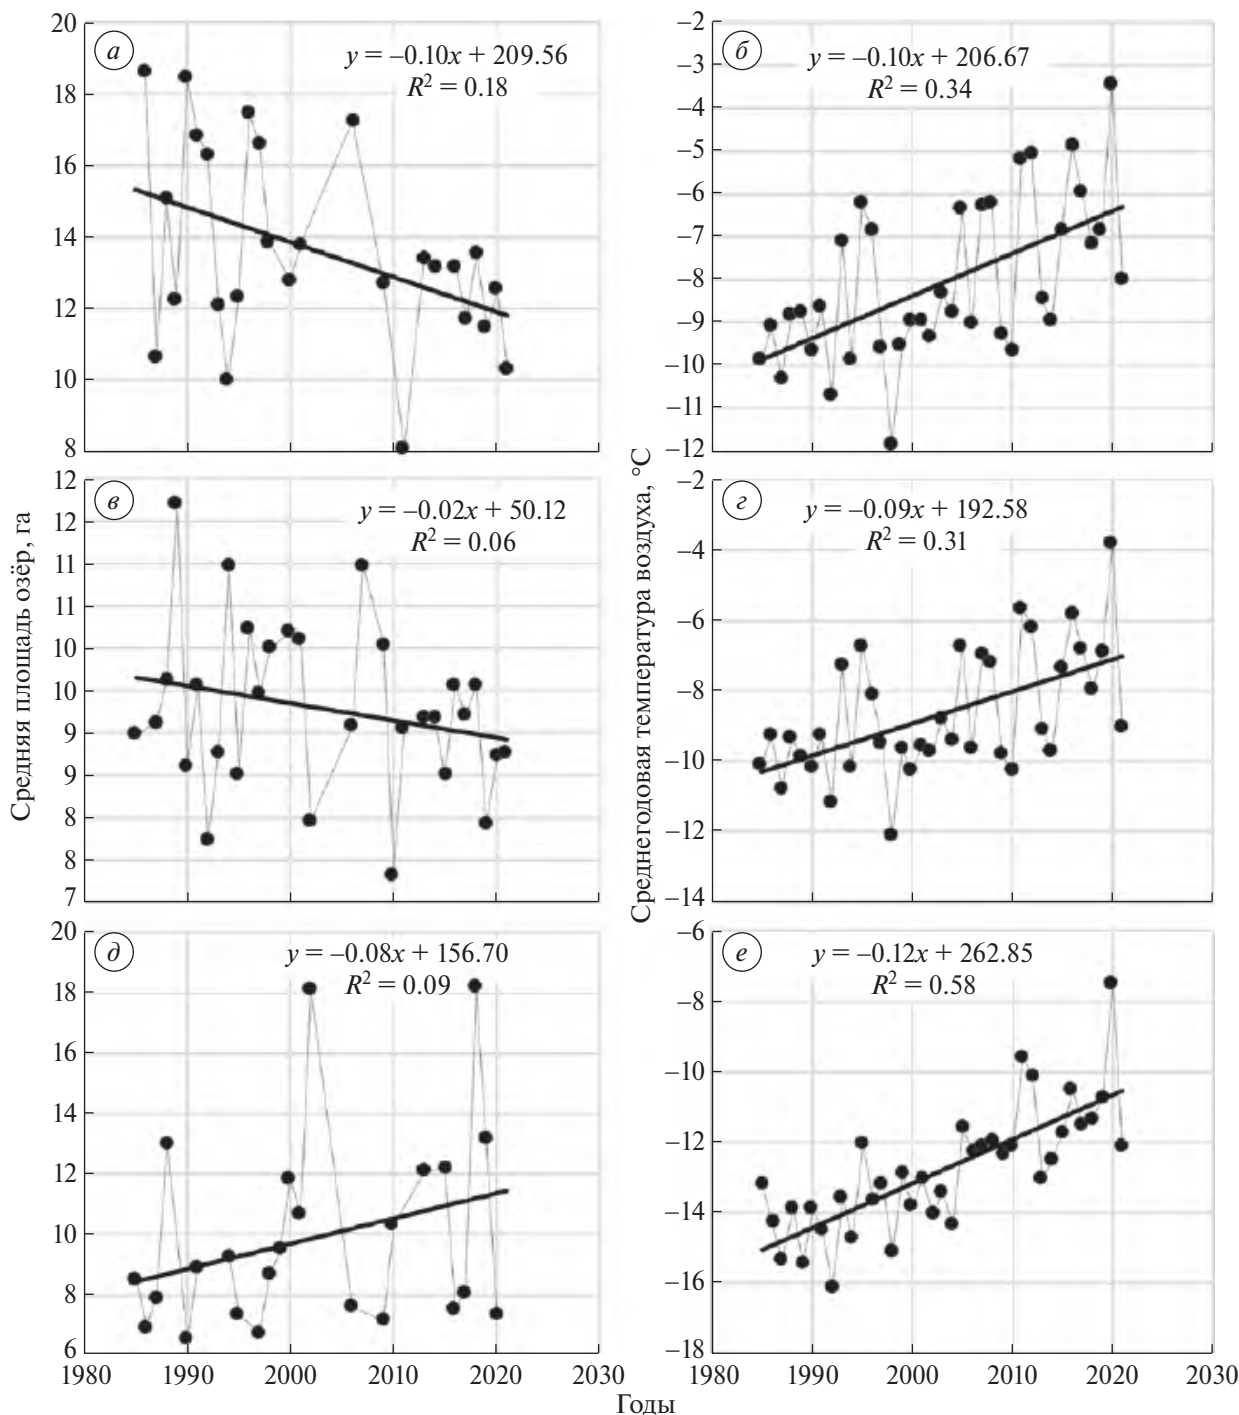 20
18
16
14
12
10
8
а
y = –0.10x + 209.56
R² = 0.18
–2
–3
–4
–5
–6
–7
–8
–9
–10
–11
–12
б
y = –0.10x + 206.67
R² = 0.34
Средняя площадь озёр, га
12
12
11
11
10
10
9
9
8
8
7
в
y = –0.02x + 50.12
R² = 0.06
Среднегодовая температура воздуха, °C
–2
–4
–6
–8
–10
–12
–14
г
y = –0.09x + 192.58
R² = 0.31
20
18
16
14
12
10
8
6
д
y = –0.08x + 156.70
R² = 0.09
1980 1990 2000 2010 2020 2030
–6
–8
–10
–12
–14
–16
–18
е
y = –0.12x + 262.85
R² = 0.58
1980 1990 2000 2010 2020 2030
Годы